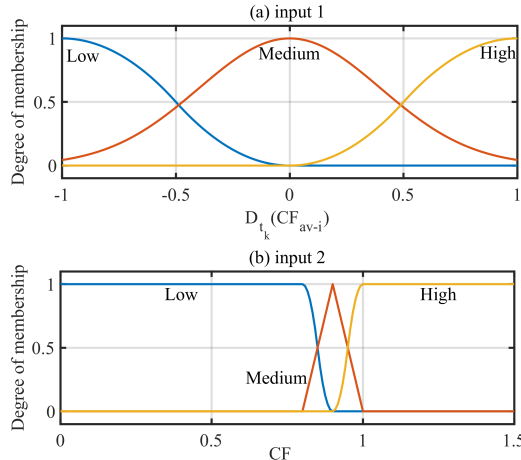 (a) input 1
Degree of membership
1
0.5
0
Low
Medium
High
-1
-0.5
0
0.5
1
D_{t_k}(CF_{av-i})
(b) input 2
Degree of membership
1
0.5
0
Low
Medium
High
0
0.5
1
1.5
CF